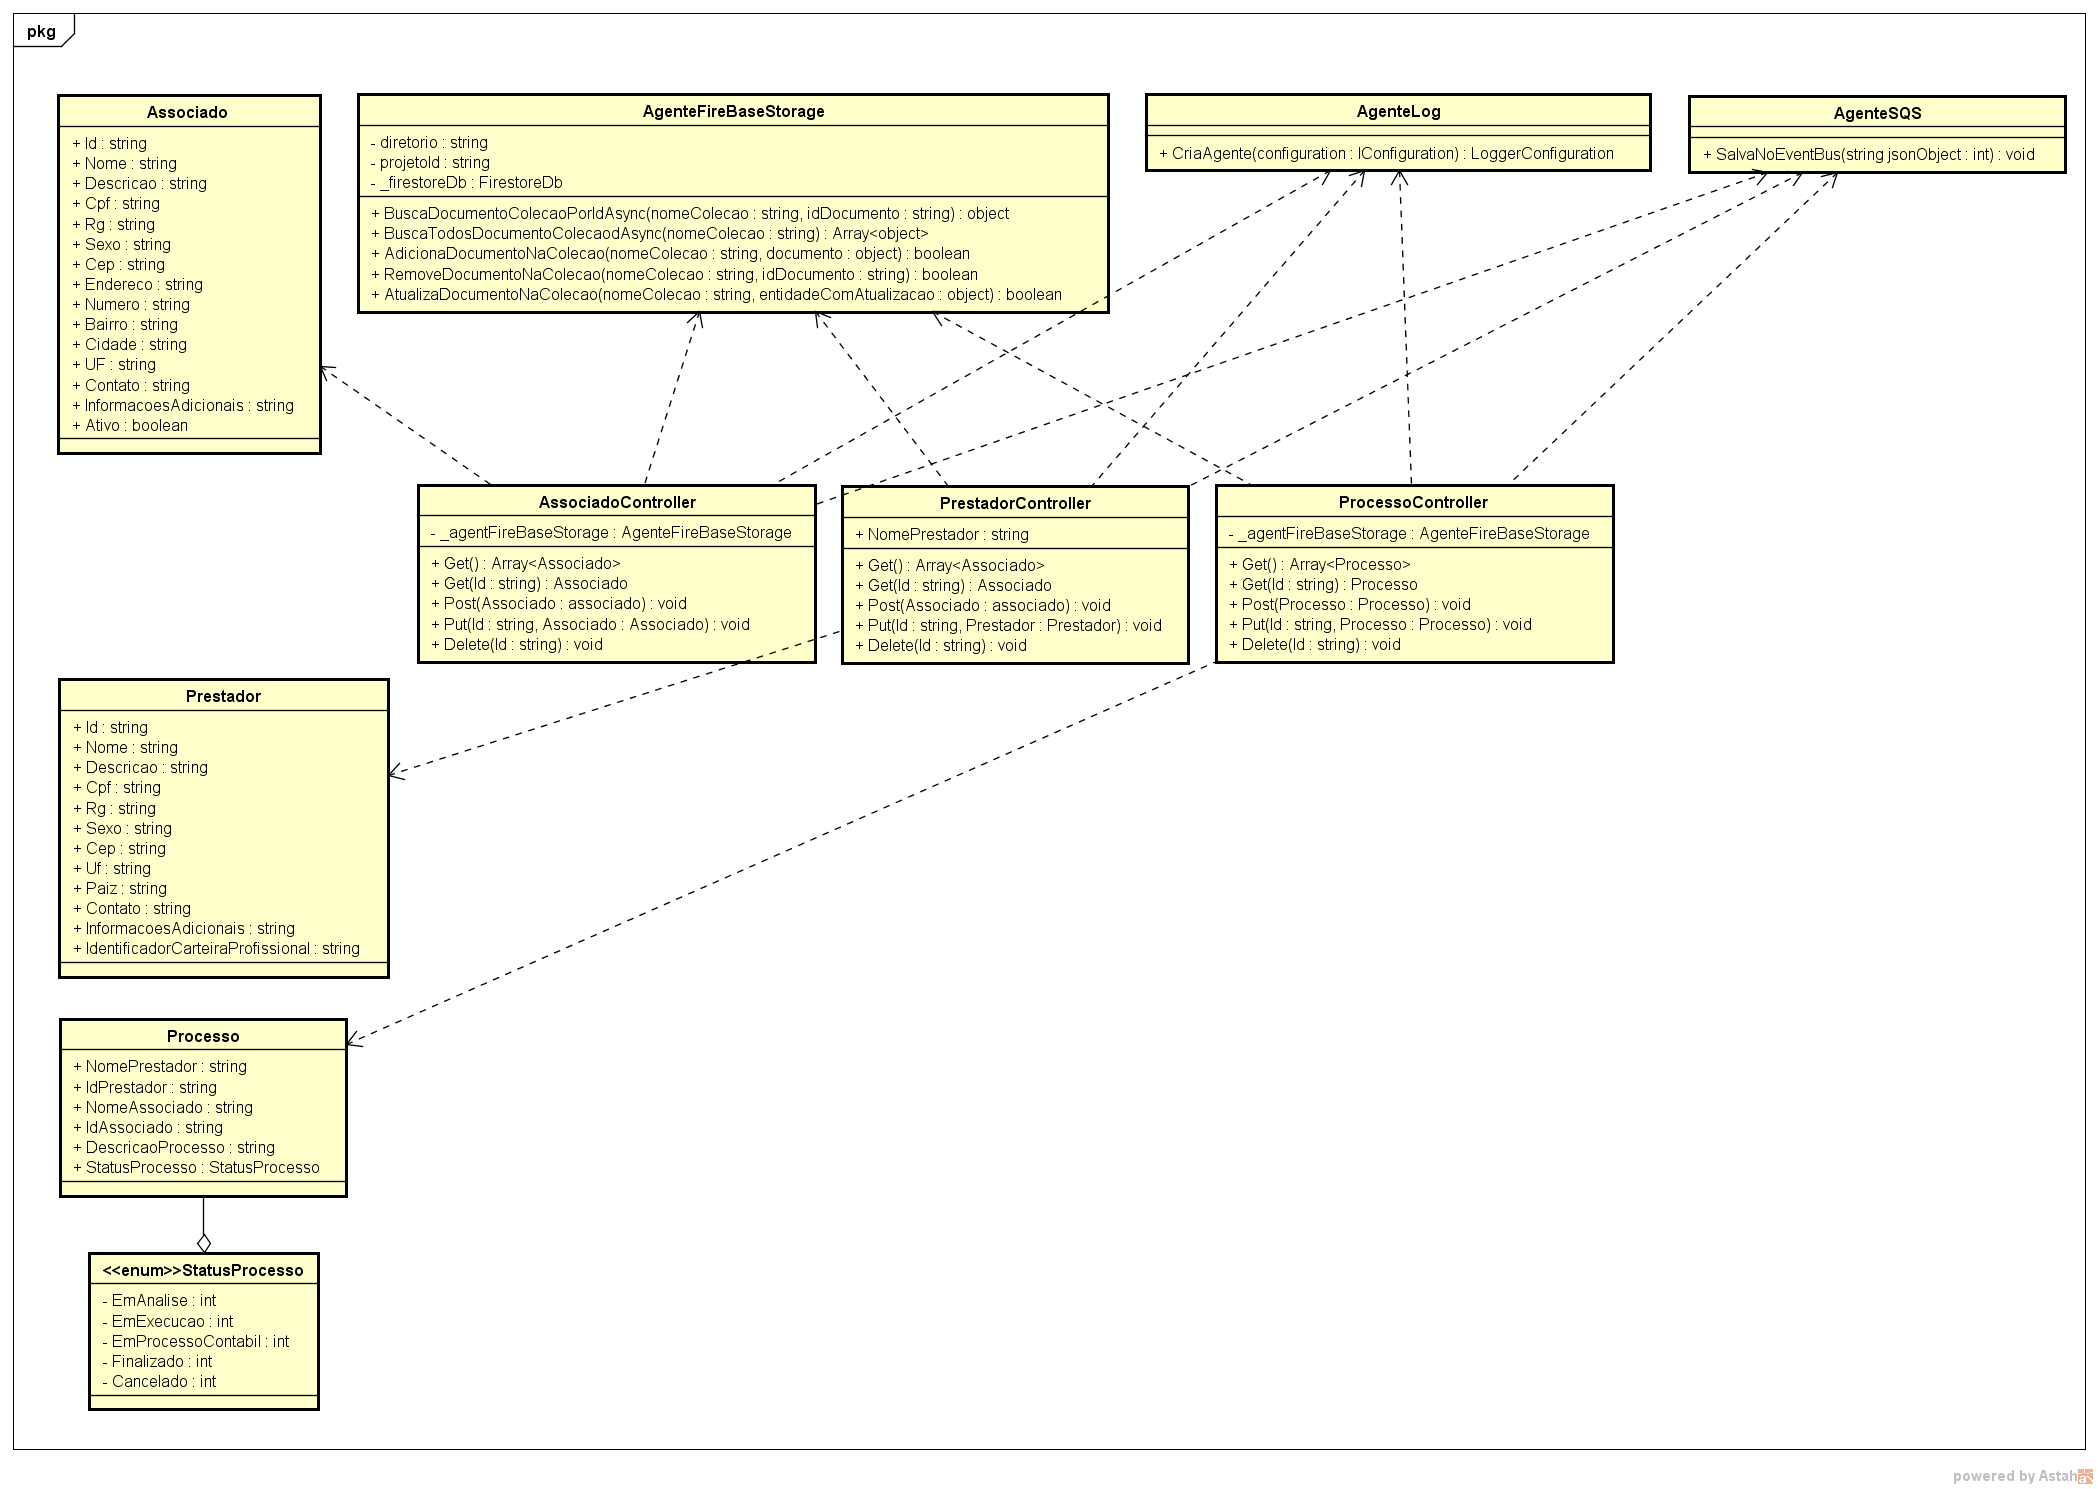 pkg
Associado
+ Id : string
+ Nome : string
+ Descricao : string
+ Cpf : string
+ Rg : string
+ Sexo : string
+ Cep : string
+ Endereco : string
+ Numero : string
+ Bairro : string
+ Cidade : string
+ UF : string
+ Contato : string
+ InformacoesAdicionais : string
+ Ativo : boolean
AgenteFireBaseStorage
- diretorio : string
- projetoId : string
- _firestoreDb : FirestoreDb
+ BuscaDocumentoColecaoPorIdAsync(nomeColecao : string, idDocumento : string) : object
+ BuscaTodosDocumentoColecaodAsync(nomeColecao : string) : Array<object>
+ AdicionaDocumentoNaColecao(nomeColecao : string, documento : object) : boolean
+ RemoveDocumentoNaColecao(nomeColecao : string, idDocumento : string) : boolean
+ AtualizaDocumentoNaColecao(nomeColecao : string, entidadeComAtualizacao : object) : boolean
AgenteLog
+ CriaAgente(configuration : IConfiguration) : LoggerConfiguration
AgenteSQS
+ SalvaNoEventBus(string jsonObject : int) : void
AssociadoController
- _agentFireBaseStorage : AgenteFireBaseStorage
+ Get() : Array<Associado>
+ Get(Id : string) : Associado
+ Post(Associado : associado) : void
+ Put(Id : string, Associado : Associado) : void
+ Delete(Id : string) : void
PrestadorController
+ NomePrestador : string
+ Get() : Array<Associado>
+ Get(Id : string) : Associado
+ Post(Associado : associado) : void
+ Put(Id : string, Prestador : Prestador) : void
+ Delete(Id : string) : void
ProcessoController
- _agentFireBaseStorage : AgenteFireBaseStorage
+ Get() : Array<Processo>
+ Get(Id : string) : Processo
+ Post(Processo : Processo) : void
+ Put(Id : string, Processo : Processo) : void
+ Delete(Id : string) : void
Prestador
+ Id : string
+ Nome : string
+ Descricao : string
+ Cpf : string
+ Rg : string
+ Sexo : string
+ Cep : string
+ Uf : string
+ Paiz : string
+ Contato : string
+ InformacoesAdicionais : string
+ IdentificadorCarteiraProfissional : string
Processo
+ NomePrestador : string
+ IdPrestador : string
+ NomeAssociado : string
+ IdAssociado : string
+ DescricaoProcesso : string
+ StatusProcesso : StatusProcesso
<<enum>>StatusProcesso
- EmAnalise : int
- EmExecucao : int
- EmProcessoContabil : int
- Finalizado : int
- Cancelado : int
powered by Astah